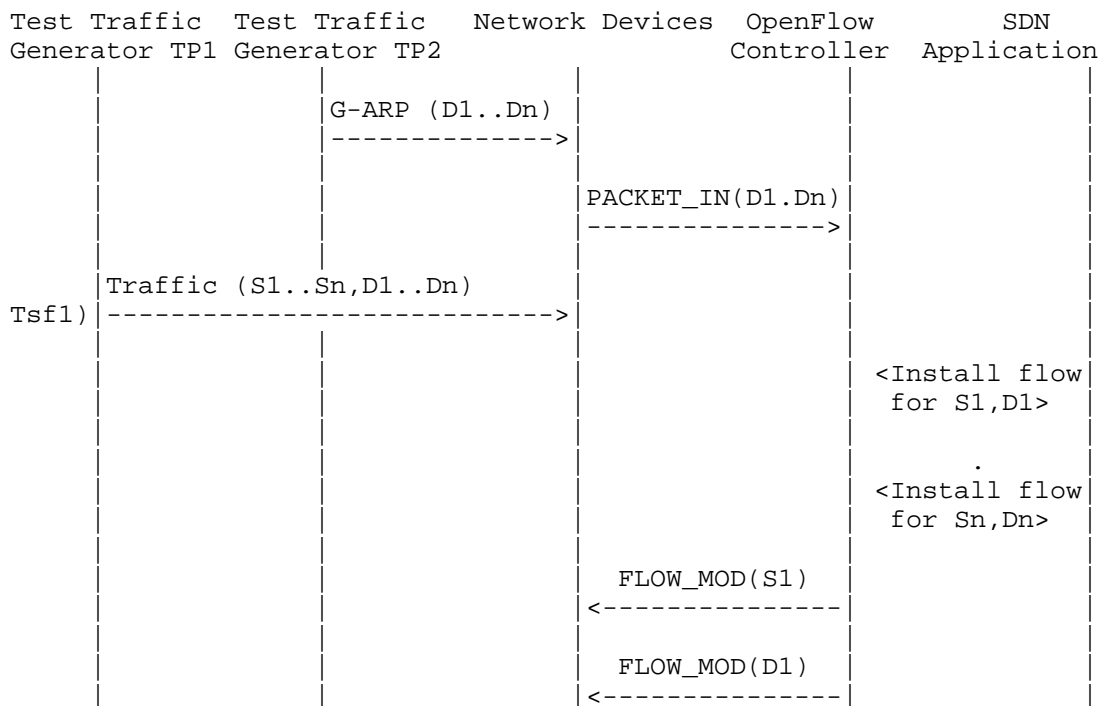 Test Traffic  Test Traffic   Network Devices  OpenFlow        SDN
Generator TP1 Generator TP2                  Controller  Application
G-ARP (D1..Dn)
-------------->
PACKET_IN(D1.Dn)
--------------->
Traffic (S1..Sn,D1..Dn)
Tsf1) ---------------------------->
<Install flow
for S1,D1>
.
<Install flow
for Sn,Dn>
FLOW_MOD(S1)
<---------------
FLOW_MOD(D1)
<---------------